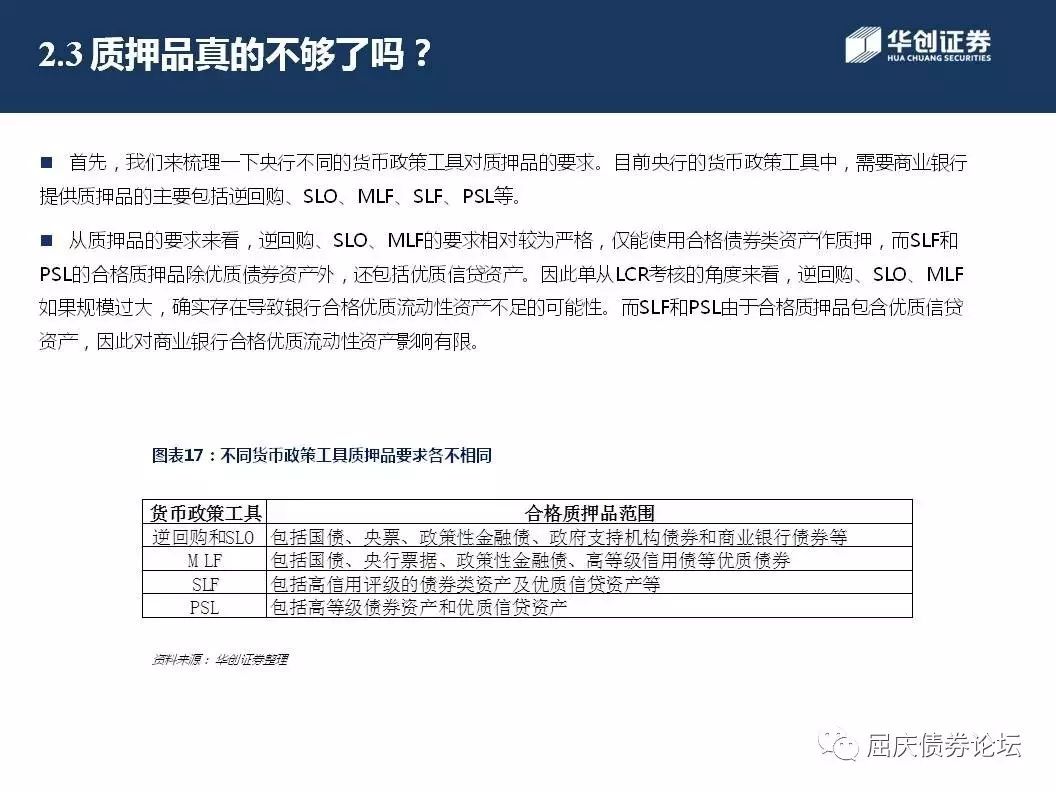 2.3 质押品真的不够了吗？
华创证券
HUA CHUANG SECURITIES
■ 首先，我们来梳理一下央行不同的货币政策工具对质押品的要求。目前央行的货币政策工具中，需要商业银行
提供质押品的主要包括逆回购、SLO、MLF、SLF、PSL等。
■ 从质押品的要求来看，逆回购、SLO、MLF的要求相对较为严格，仅能使用合格债券类资产作质押，而SLF和
PSL的合格质押品除优质债券资产外，还包括优质信贷资产。因此单从LCR考核的角度来看，逆回购、SLO、MLF
如果规模过大，确实存在导致银行合格优质流动性资产不足的可能性。而SLF和PSL由于合格质押品包含优质信贷
资产，因此对商业银行合格优质流动性资产影响有限。
图表17：不同货币政策工具质押品要求各不相同
货币政策工具 合格质押品范围
逆回购和SLO 包括国债、央票、政策性金融债、政府支持机构债券和商业银行债券等
MLF 包括国债、央行票据、政策性金融债、高等级信用债等优质债券
SLF 包括高信用评级的债券类资产及优质信贷资产等
PSL 包括高等级债券资产和优质信贷资产
资料来源：华创证券整理
屈庆债券论坛